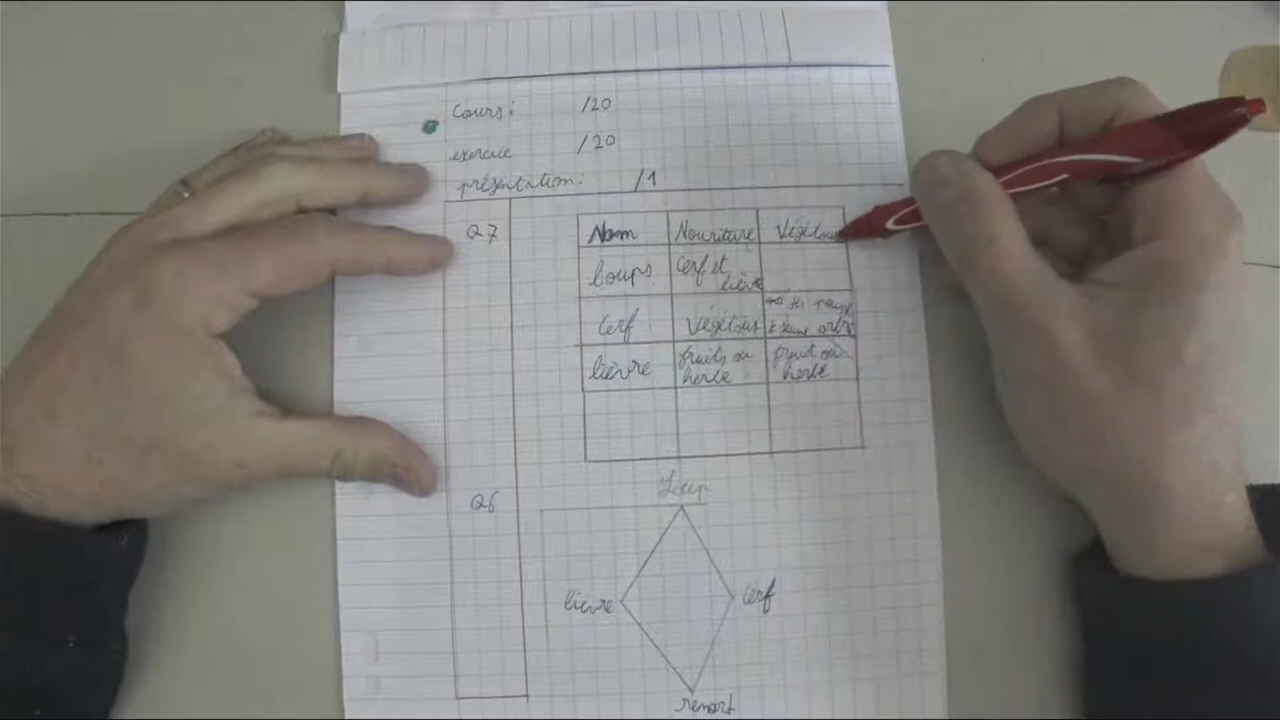 Cours: /20
exercice /20
présentation: /1
Q7
Nom Nouriture Végétaux
loups Cerf et lièvre
Cerf Végétaux
lièvre fruits ou herbe fruit ou herbe
Q6
Loup
lièvre cerf
renart